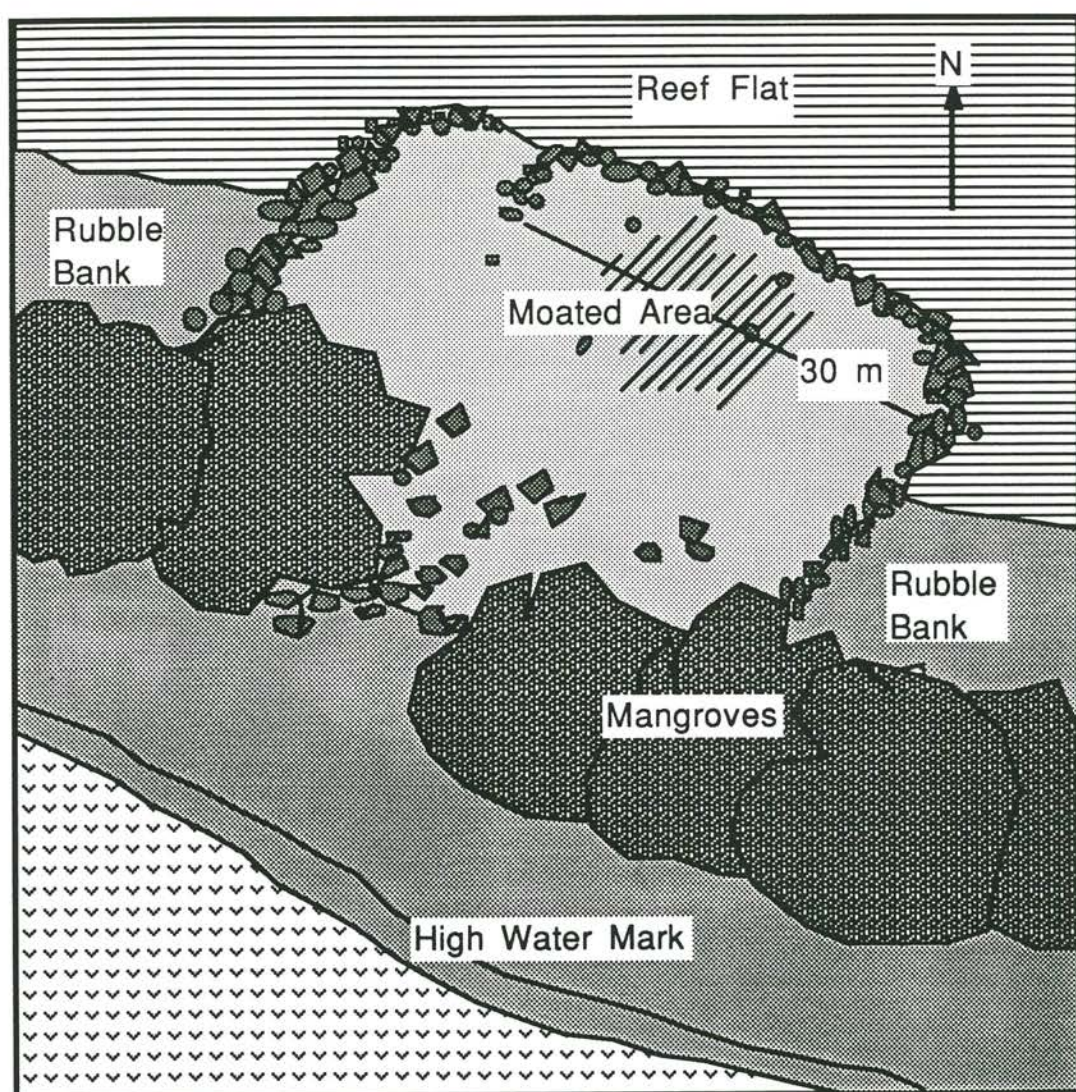 N
Reef Flat
Rubble
Bank
Moated Area
30 m
Rubble
Bank
Mangroves
High Water Mark